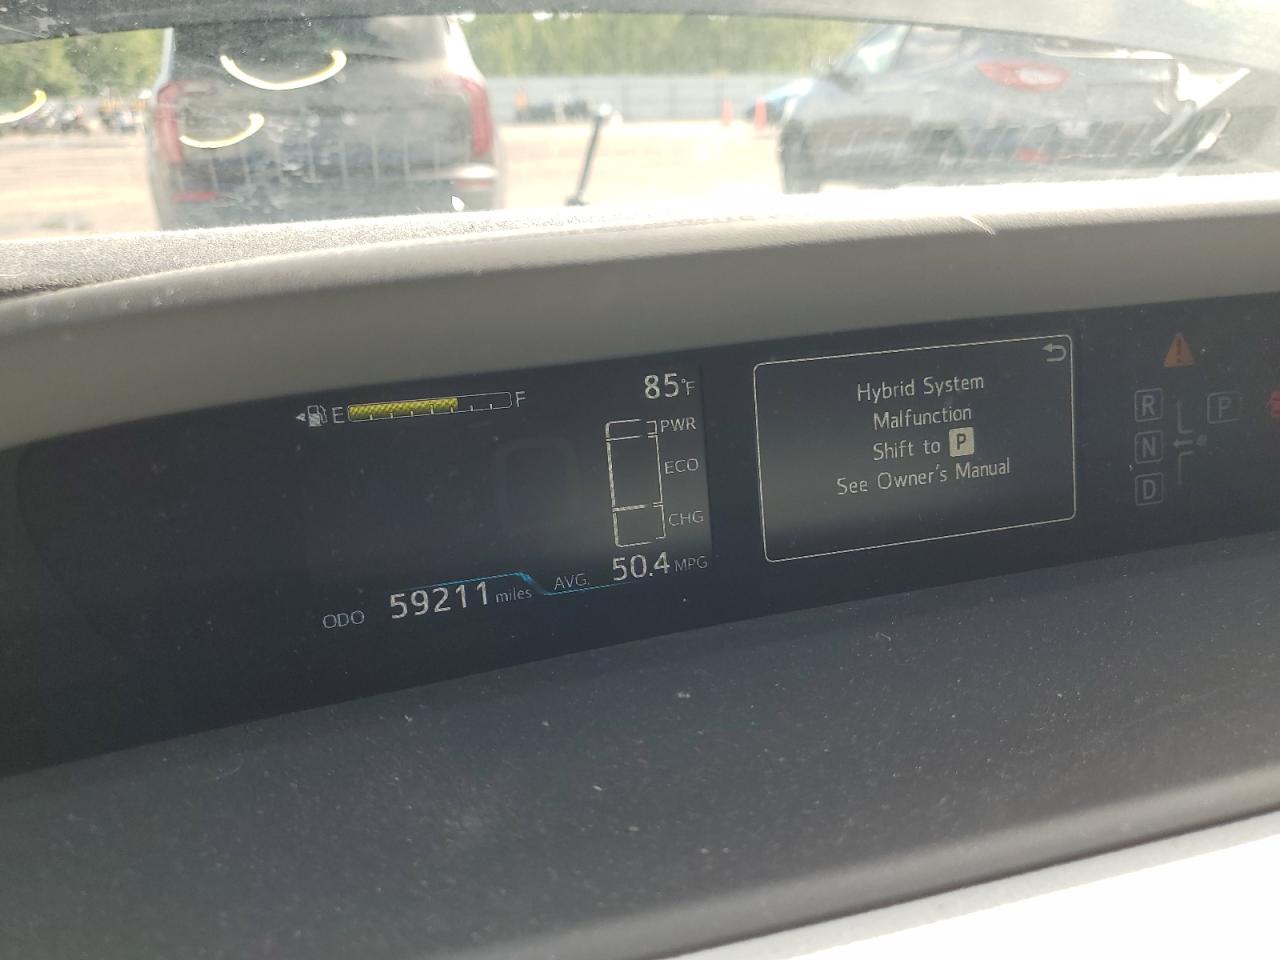 E F
85°F
PWR
ECO
CHG
AVG. 50.4 MPG
ODO 59211 miles
Hybrid System
Malfunction
Shift to P
See Owner's Manual
!
R
P
N
D